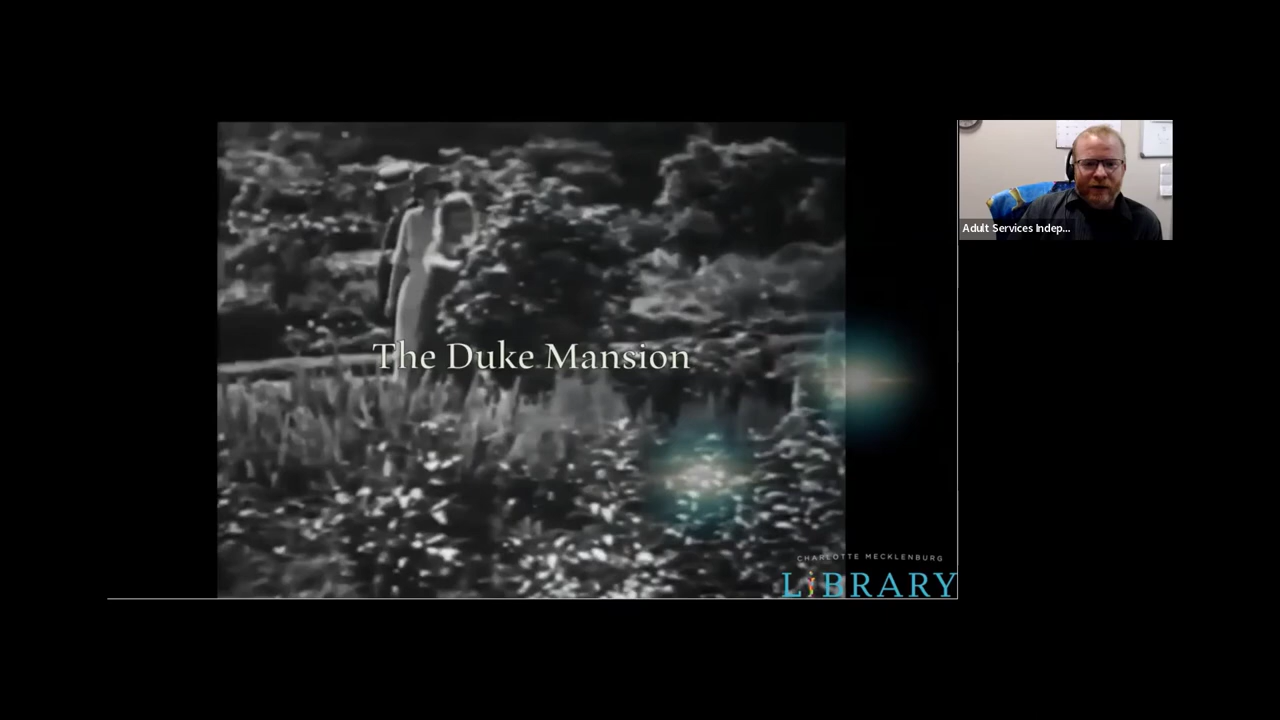 The Duke Mansion
Adult Services Indep...
CHARLOTTE MECKLENBURG
LiBRARY